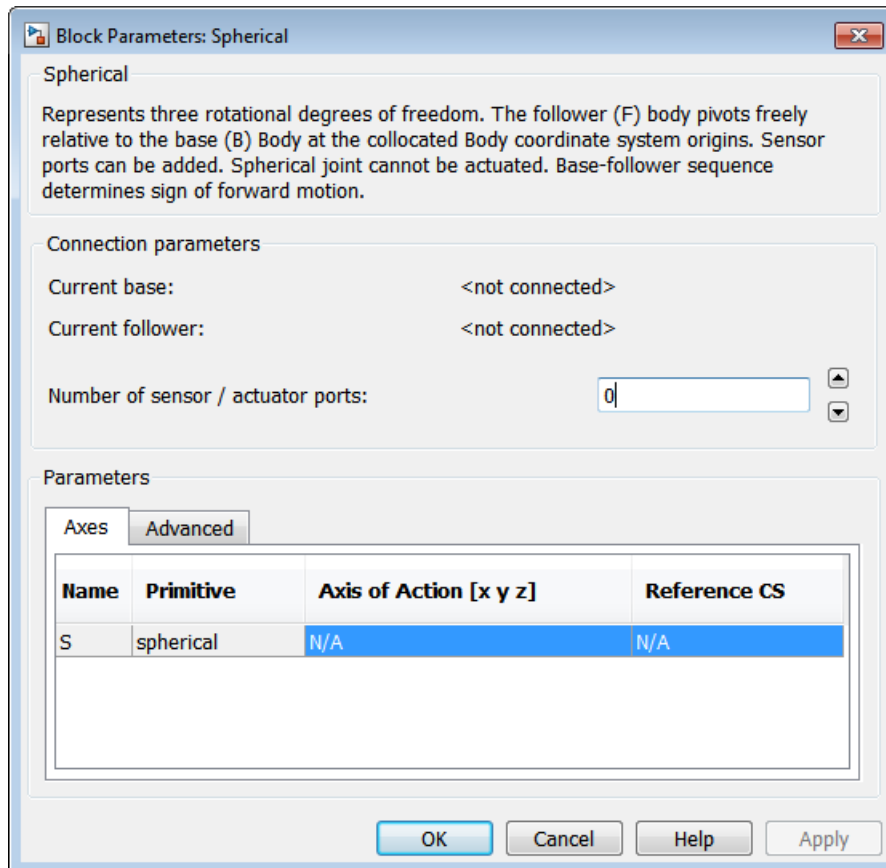 Block Parameters: Spherical
Spherical
Represents three rotational degrees of freedom. The follower (F) body pivots freely
relative to the base (B) Body at the collocated Body coordinate system origins. Sensor
ports can be added. Spherical joint cannot be actuated. Base-follower sequence
determines sign of forward motion.
Connection parameters
Current base: <not connected>
Current follower: <not connected>
Number of sensor / actuator ports: 0
Parameters
Axes Advanced
Name Primitive Axis of Action [x y z] Reference CS
S spherical N/A N/A
OK Cancel Help Apply